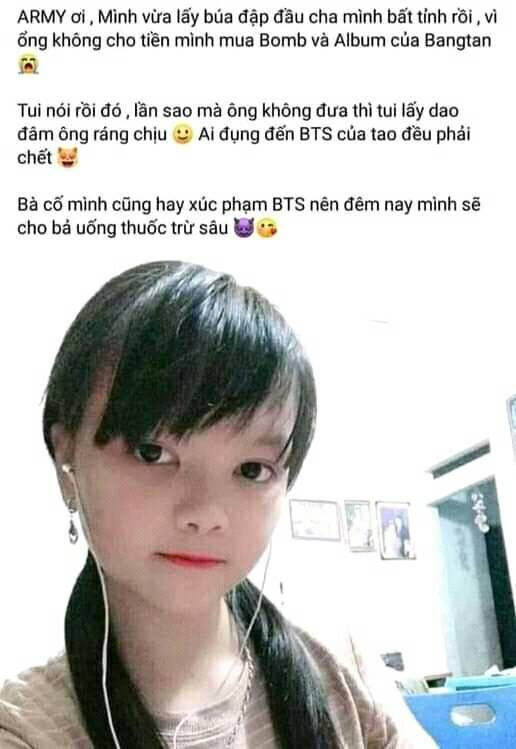 ARMY ơi , Mình vừa lấy búa đập đầu cha mình bất tỉnh rồi , vì
ổng không cho tiền mình mua Bomb và Album của Bangtan
😭
Tui nói rồi đó , lần sao mà ông không đưa thì tui lấy dao
đâm ông ráng chịu 🙂 Ai đụng đến BTS của tao đều phải
chết 😈
Bà cố mình cũng hay xúc phạm BTS nên đêm nay mình sẽ
cho bả uống thuốc trừ sâu 😈😘